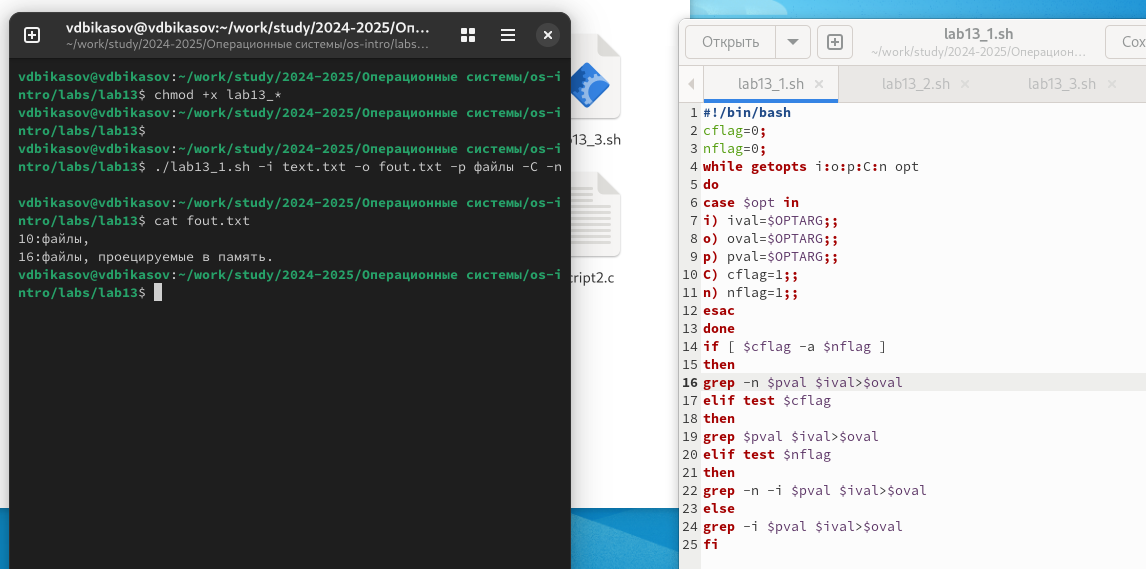 vdbikasov@vdbikasov:~/work/study/2024-2025/Оп...
~/work/study/2024-2025/Операционные системы/os-intro/labs...
vdbikasov@vdbikasov:~/work/study/2024-2025/Операционные системы/os-i
ntro/labs/lab13$ chmod +x lab13_*
vdbikasov@vdbikasov:~/work/study/2024-2025/Операционные системы/os-i
ntro/labs/lab13$
vdbikasov@vdbikasov:~/work/study/2024-2025/Операционные системы/os-i
ntro/labs/lab13$ ./lab13_1.sh -i text.txt -o fout.txt -p файлы -C -n
vdbikasov@vdbikasov:~/work/study/2024-2025/Операционные системы/os-i
ntro/labs/lab13$ cat fout.txt
10:файлы,
16:файлы, проецируемые в память.
vdbikasov@vdbikasov:~/work/study/2024-2025/Операционные системы/os-i
ntro/labs/lab13$
b13_3.sh
cript2.c
Открыть
lab13_1.sh
~/work/study/2024-2025/Операцион...
Сох
lab13_1.sh
lab13_2.sh
lab13_3.sh
1 #!/bin/bash
2 cflag=0;
3 nflag=0;
4 while getopts i:o:p:C:n opt
5 do
6 case $opt in
7 i) ival=$OPTARG;;
8 o) oval=$OPTARG;;
9 p) pval=$OPTARG;;
10 C) cflag=1;;
11 n) nflag=1;;
12 esac
13 done
14 if [ $cflag -a $nflag ]
15 then
16 grep -n $pval $ival>$oval
17 elif test $cflag
18 then
19 grep $pval $ival>$oval
20 elif test $nflag
21 then
22 grep -n -i $pval $ival>$oval
23 else
24 grep -i $pval $ival>$oval
25 fi